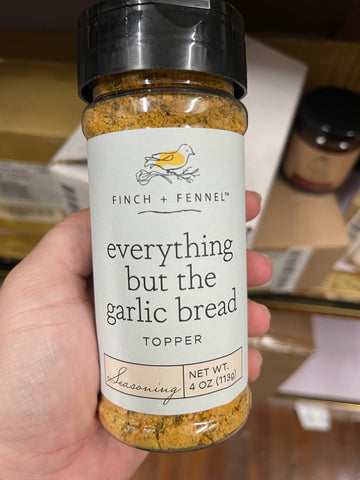 FINCH + FENNEL™
everything
but the
garlic bread
TOPPER
Seasoning
NET WT.
4 OZ (113g)